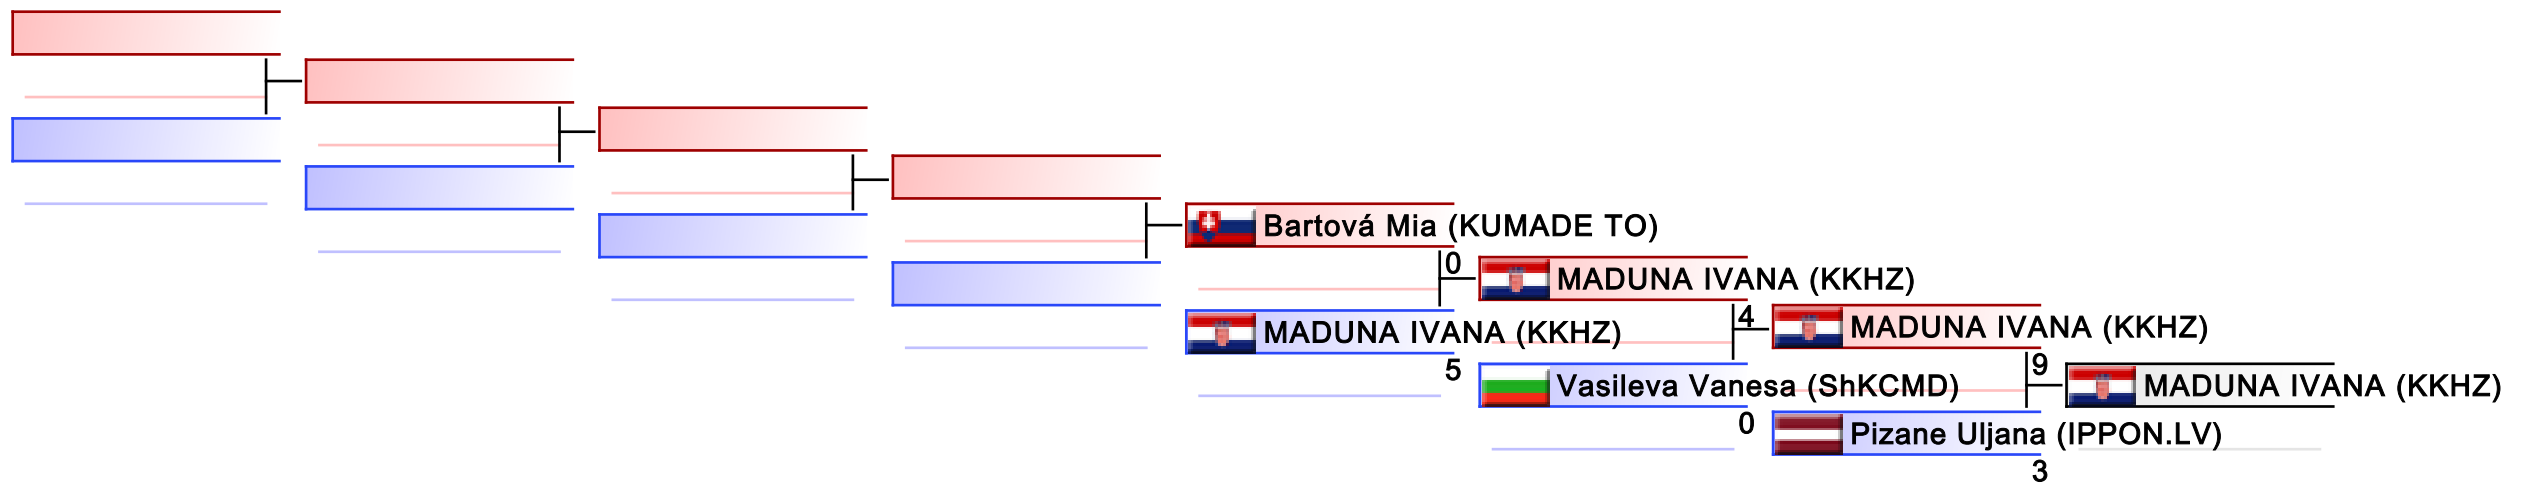 Bartová Mia (KUMADE TO)
0
MADUNA IVANA (KKHZ)
5
MADUNA IVANA (KKHZ)
4
Vasileva Vanesa (ShKCMD)
0
MADUNA IVANA (KKHZ)
9
Pizane Uljana (IPPON.LV)
3
MADUNA IVANA (KKHZ)